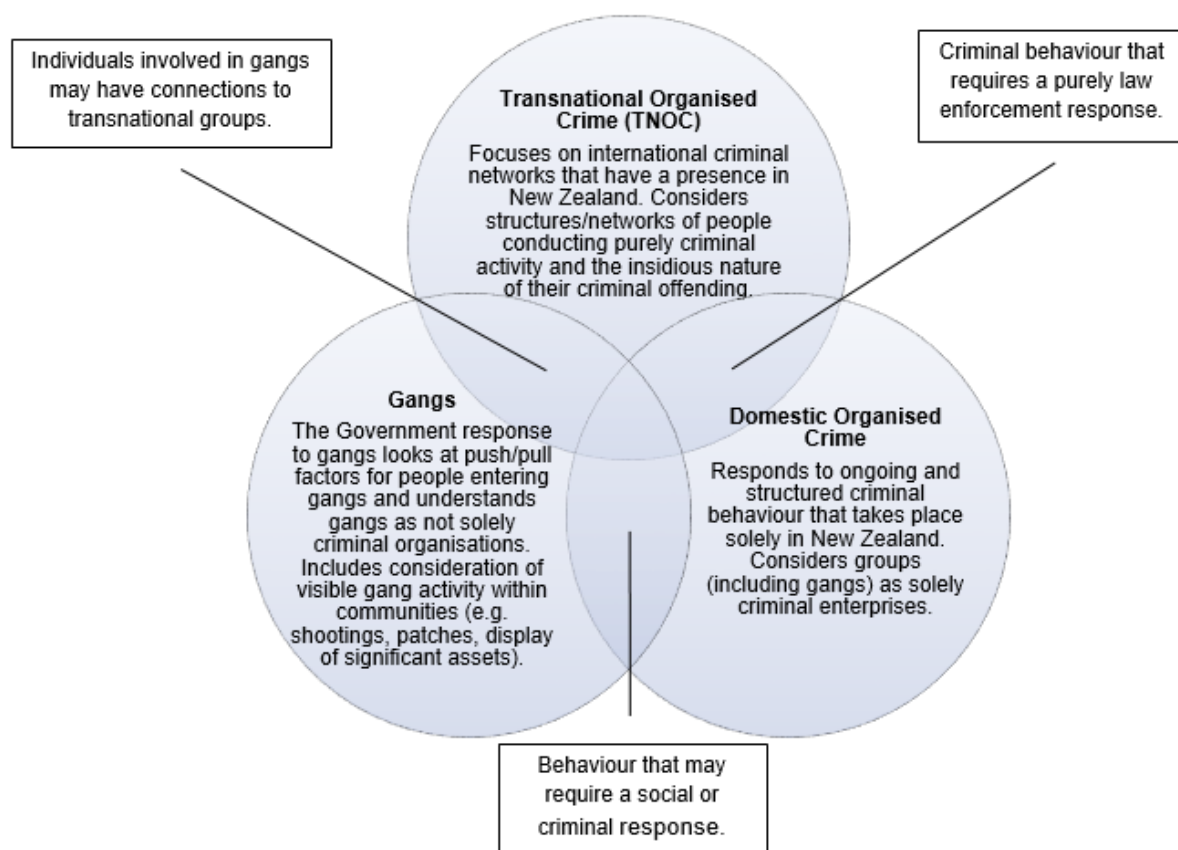 Individuals involved in gangs
may have connections to
transnational groups.
Criminal behaviour that
requires a purely law
enforcement response.
Transnational Organised
Crime (TNOC)
Focuses on international criminal
networks that have a presence in
New Zealand. Considers
structures/networks of people
conducting purely criminal
activity and the insidious nature
of their criminal offending.
Gangs
The Government response
to gangs looks at push/pull
factors for people entering
gangs and understands
gangs as not solely
criminal organisations.
Includes consideration of
visible gang activity within
communities (e.g.
shootings, patches, display
of significant assets).
Domestic Organised
Crime
Responds to ongoing and
structured criminal
behaviour that takes place
solely in New Zealand.
Considers groups
(including gangs) as solely
criminal enterprises.
Behaviour that may
require a social or
criminal response.